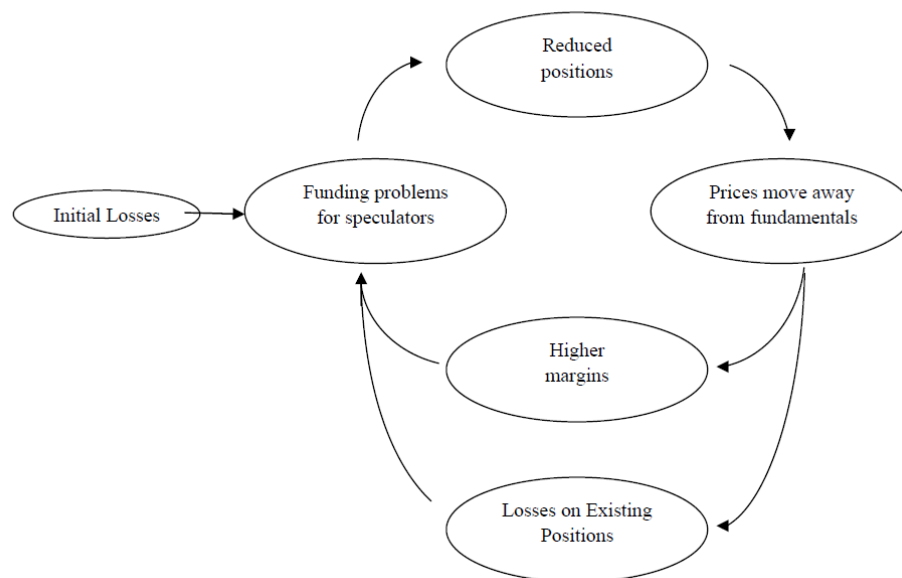 Reduced
positions
Funding problems
for speculators
Prices move away
from fundamentals
Initial Losses
Higher
margins
Losses on Existing
Positions